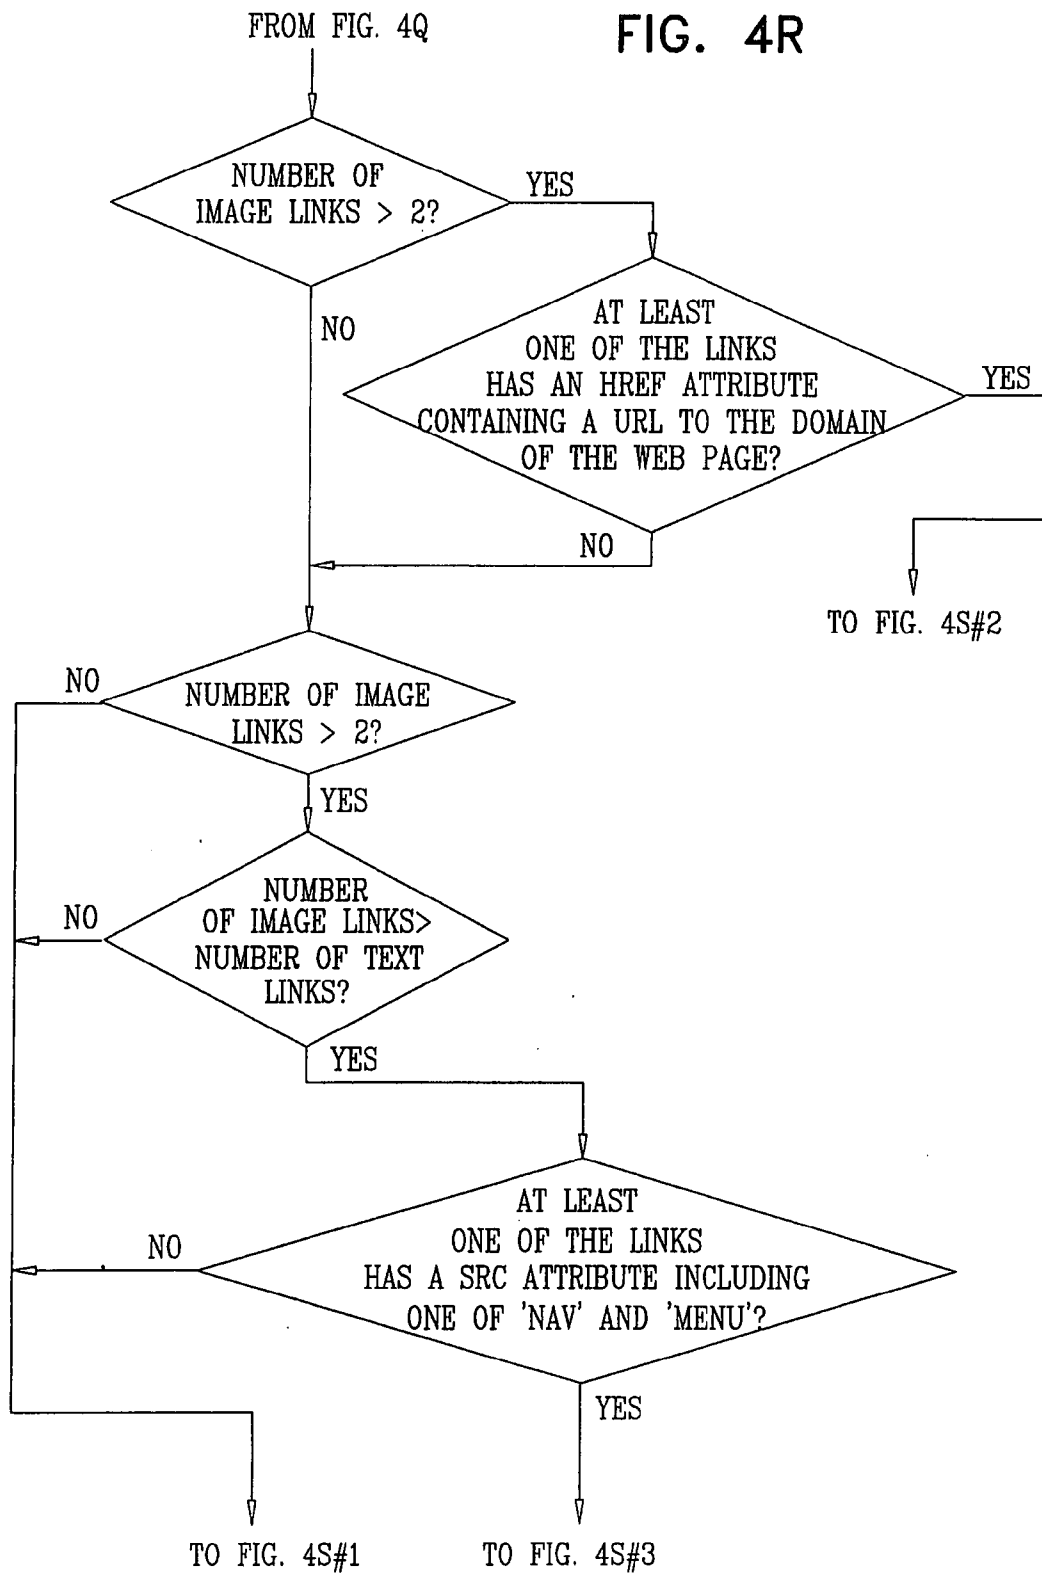 FROM FIG. 4Q
FIG. 4R
NUMBER OF
IMAGE LINKS > 2?
YES
NO
AT LEAST
ONE OF THE LINKS
HAS AN HREF ATTRIBUTE
CONTAINING A URL TO THE DOMAIN
OF THE WEB PAGE?
YES
NO
TO FIG. 4S#2
NO
NUMBER OF IMAGE
LINKS > 2?
YES
NO
NUMBER
OF IMAGE LINKS>
NUMBER OF TEXT
LINKS?
YES
NO
AT LEAST
ONE OF THE LINKS
HAS A SRC ATTRIBUTE INCLUDING
ONE OF 'NAV' AND 'MENU'?
YES
TO FIG. 4S#1
TO FIG. 4S#3